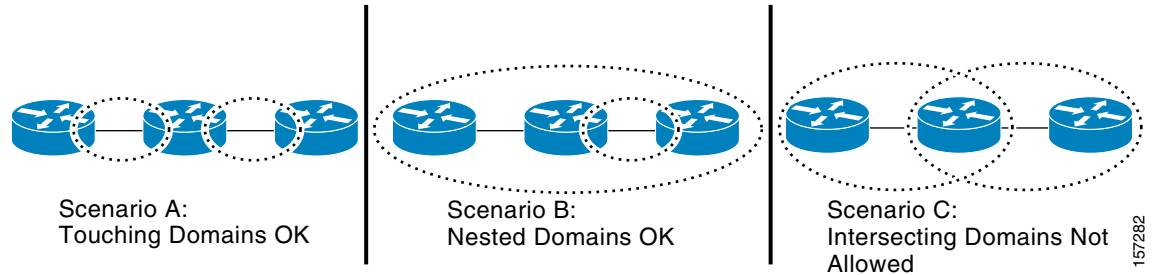 Scenario A:
Touching Domains OK
Scenario B:
Nested Domains OK
Scenario C:
Intersecting Domains Not
Allowed
157282